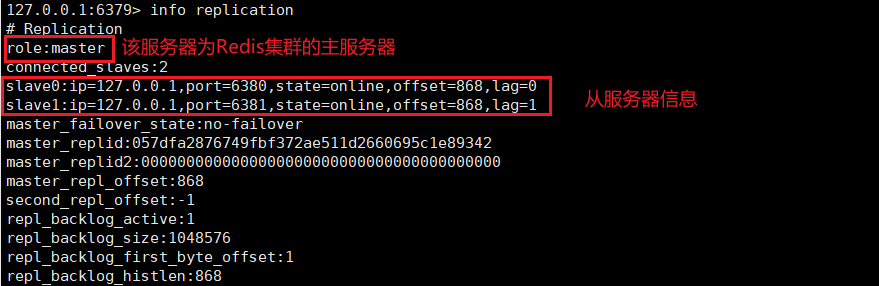 127.0.0.1:6379> info replication
# Replication
role:master 该服务器为Redis集群的主服务器
connected_slaves:2
slave0:ip=127.0.0.1,port=6380,state=online,offset=868,lag=0
slave1:ip=127.0.0.1,port=6381,state=online,offset=868,lag=1
从服务器信息
master_failover_state:no-failover
master_replid:057dfa2876749fbf372ae511d2660695c1e89342
master_replid2:0000000000000000000000000000000000000000
master_repl_offset:868
second_repl_offset:-1
repl_backlog_active:1
repl_backlog_size:1048576
repl_backlog_first_byte_offset:1
repl_backlog_histlen:868